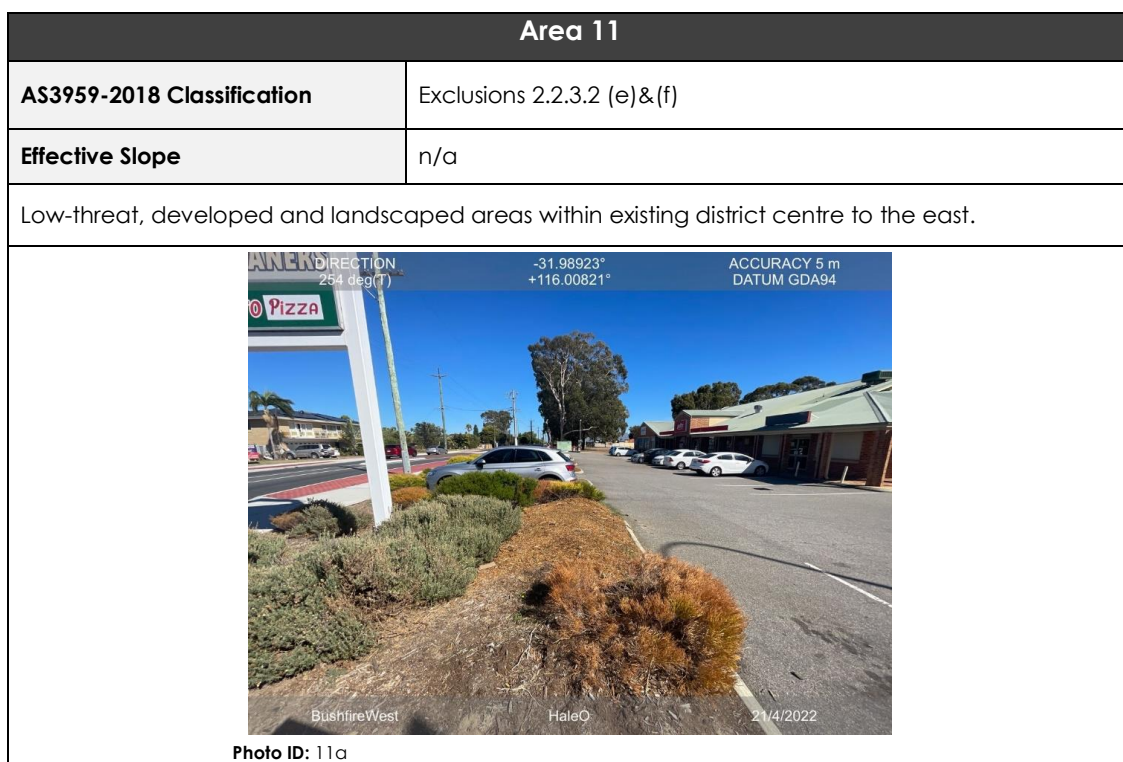 Area 11
AS3959-2018 Classification
Exclusions 2.2.3.2 (e)&(f)
Effective Slope
n/a
Low-threat, developed and landscaped areas within existing district centre to the east.
DIRECTION
254 deg(T)
-31.98923°
+116.00821°
ACCURACY 5 m
DATUM GDA94
PIZZA
BushfireWest
HaleO
21/4/2022
Photo ID: 11a